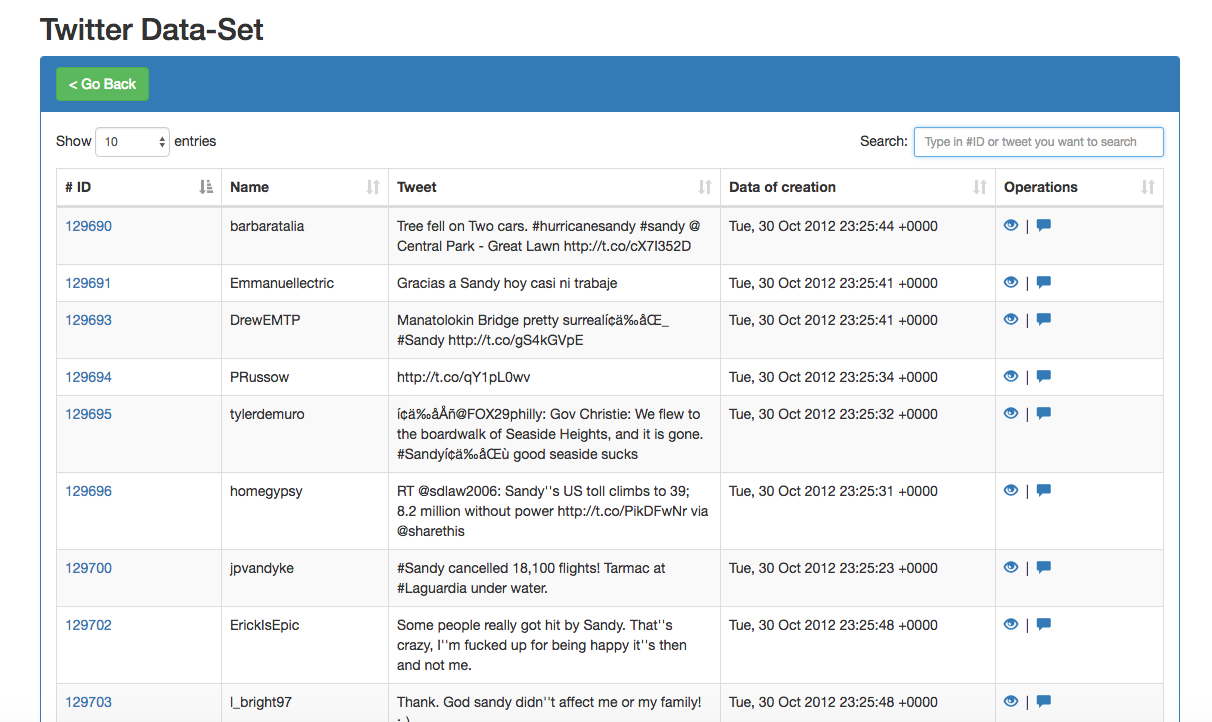 Twitter Data-Set
< Go Back
Show 10 entries
Search: Type in #ID or tweet you want to search
# ID Name Tweet Data of creation Operations
129690 barbaratalia Tree fell on Two cars. #hurricanesandy #sandy @ Tue, 30 Oct 2012 23:25:44 +0000 |
Central Park - Great Lawn http://t.co/cX7I352D
129691 Emmanuellectric Gracias a Sandy hoy casi ni trabaje Tue, 30 Oct 2012 23:25:41 +0000 |
129693 DrewEMTP Manatolokin Bridge pretty surrealí¢ä‰åŒ_ Tue, 30 Oct 2012 23:25:41 +0000 |
#Sandy http://t.co/gS4kGVpE
129694 PRussow http://t.co/qY1pL0wv Tue, 30 Oct 2012 23:25:34 +0000 |
129695 tylerdemuro í¢ä‰åÅñ@FOX29philly: Gov Christie: We flew to Tue, 30 Oct 2012 23:25:32 +0000 |
the boardwalk of Seaside Heights, and it is gone.
#Sandyí¢ä‰åŒù good seaside sucks
129696 homegypsy RT @sdlaw2006: Sandy''s US toll climbs to 39; Tue, 30 Oct 2012 23:25:31 +0000 |
8.2 million without power http://t.co/PikDFwNr via
@sharethis
129700 jpvandyke #Sandy cancelled 18,100 flights! Tarmac at Tue, 30 Oct 2012 23:25:23 +0000 |
#Laguardia under water.
129702 ErickIsEpic Some people really got hit by Sandy. That''s Tue, 30 Oct 2012 23:25:48 +0000 |
crazy, I''m fucked up for being happy it''s then
and not me.
129703 l_bright97 Thank. God sandy didn''t affect me or my family! Tue, 30 Oct 2012 23:25:48 +0000 |